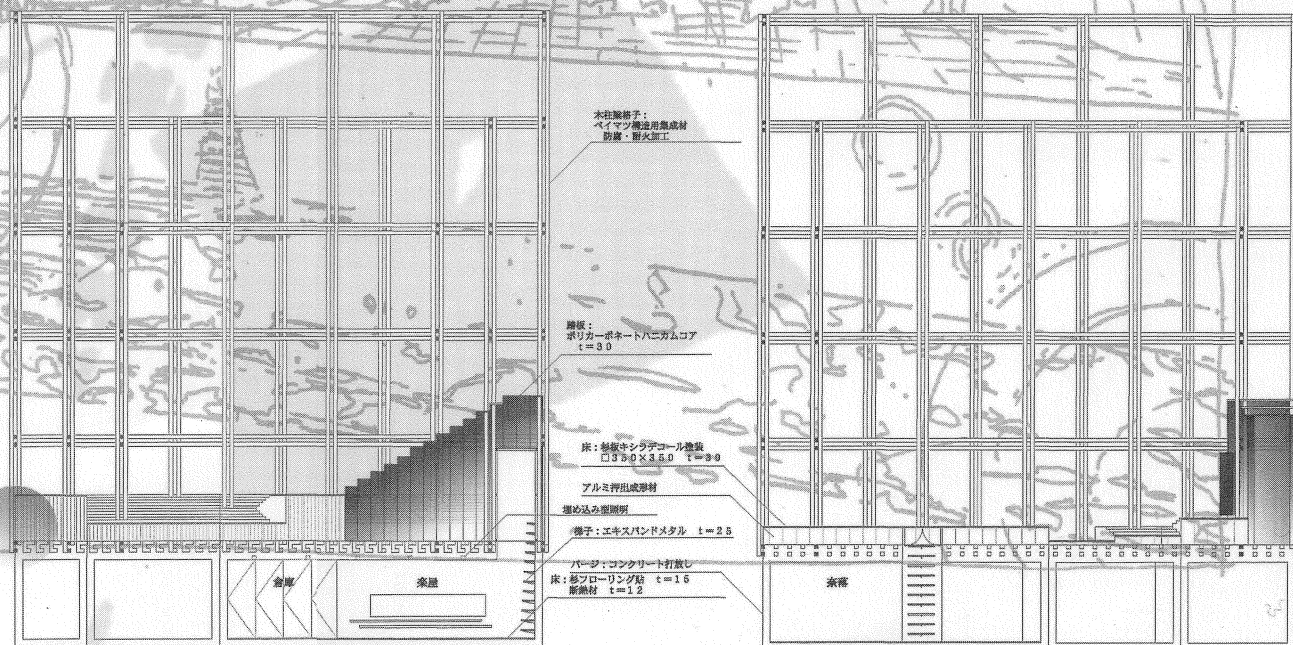 木柱蔟格子：
ベイマツ構造用集成材
防腐・耐火加工
踏板：
ポリカーボネートハニカムコア
t＝30
床：杉板キシラデコール塗装
□350×350 t＝30
アルミ押出成形材
埋め込み型照明
梯子：エキスパンドメタル t＝25
バージ：コンクリート打放し
床：杉フローリング貼 t＝15
断熱材 t＝12
倉庫
楽屋
奈落